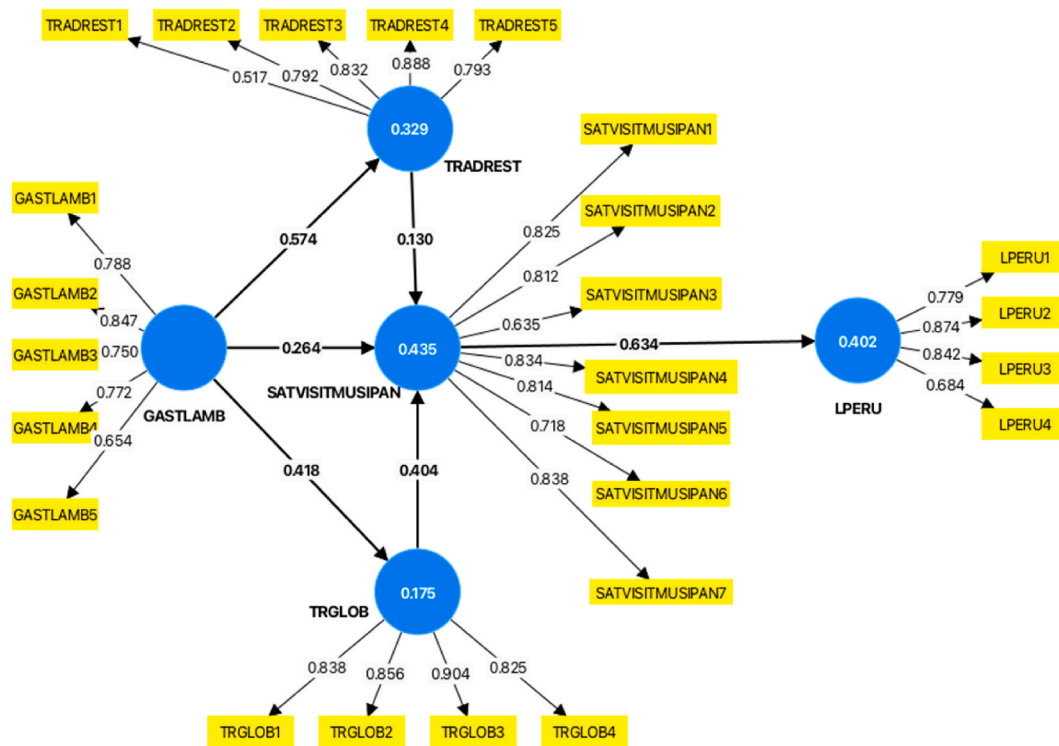 TRADREST1
TRADREST2
TRADREST3
TRADREST4
TRADREST5
0.517
0.792
0.832
0.888
0.793
0.329
TRADREST
SATVISITMUSIPAN1
SATVISITMUSIPAN2
SATVISITMUSIPAN3
SATVISITMUSIPAN4
SATVISITMUSIPAN5
SATVISITMUSIPAN6
SATVISITMUSIPAN7
0.825
0.812
0.635
0.834
0.814
0.718
0.838
GASTLAMB1
GASTLAMB2
GASTLAMB3
GASTLAMB4
GASTLAMB5
0.788
0.847
0.750
0.772
0.654
GASTLAMB
0.574
0.130
0.264
0.435
SATVISITMUSIPAN
0.634
0.418
0.404
0.402
LPERU
LPERU1
LPERU2
LPERU3
LPERU4
0.779
0.874
0.842
0.684
0.175
TRGLOB
0.838
0.856
0.904
0.825
TRGLOB1
TRGLOB2
TRGLOB3
TRGLOB4